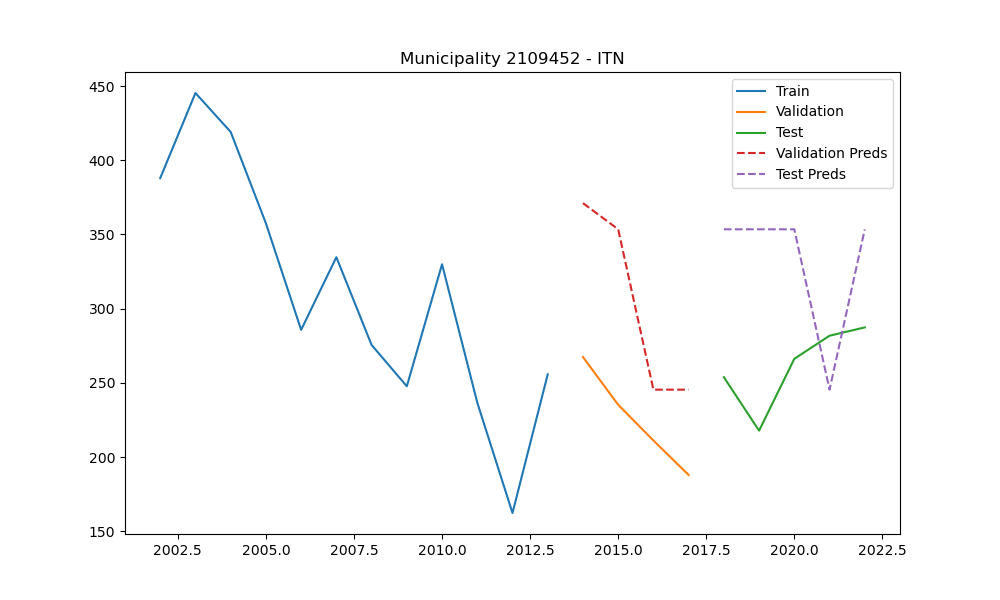 Municipality 2109452 - ITN
Train
Validation
Test
Validation Preds
Test Preds
450
400
350
300
250
200
150
2002.5 2005.0 2007.5 2010.0 2012.5 2015.0 2017.5 2020.0 2022.5